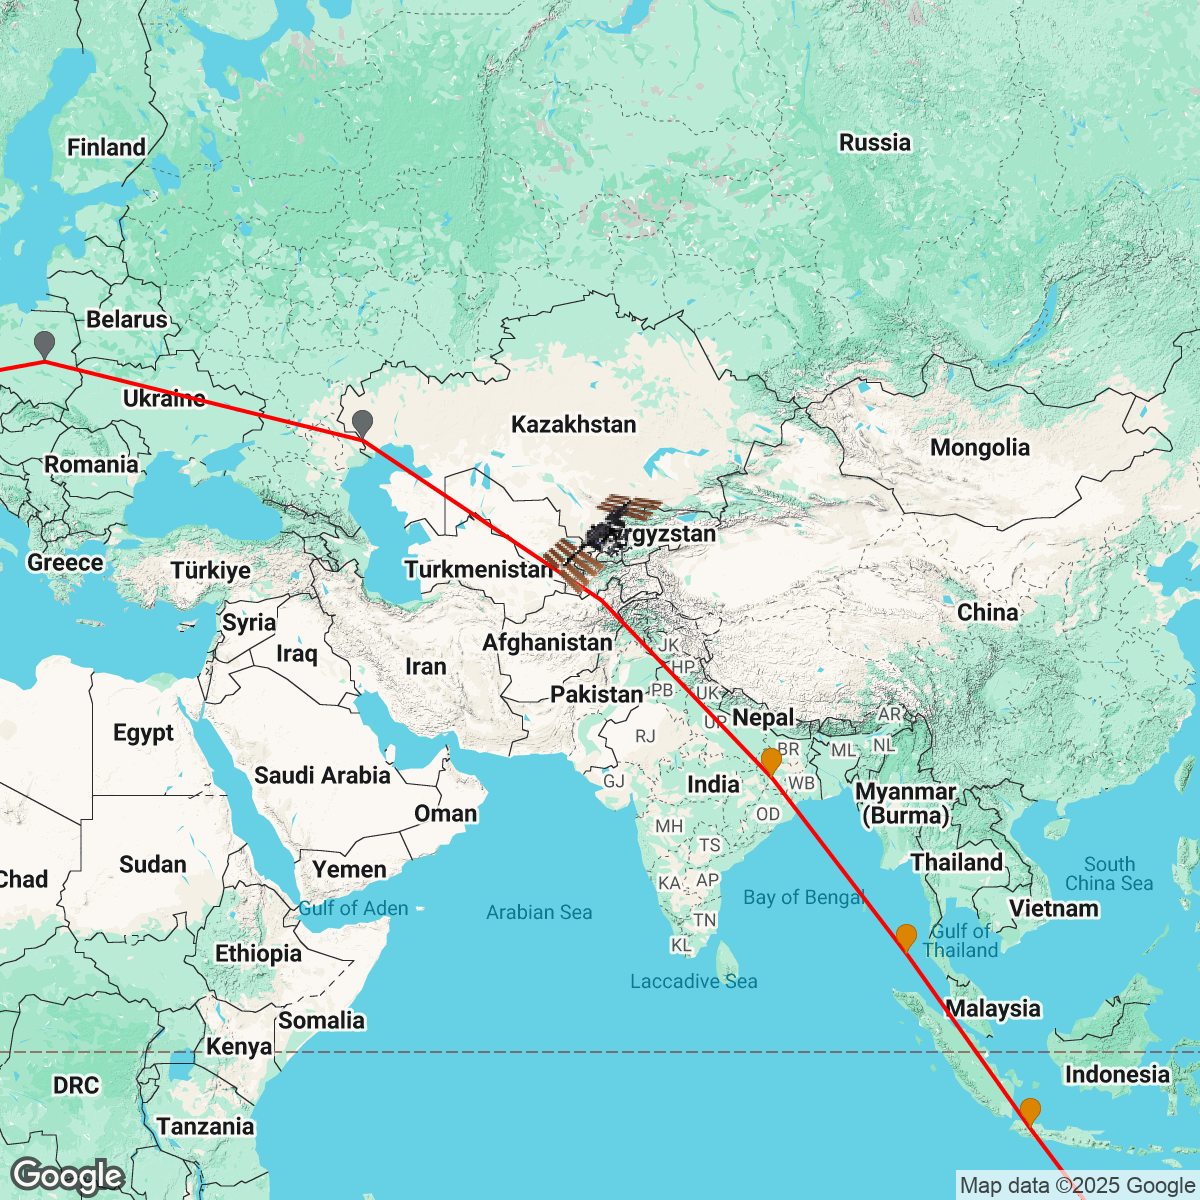 Finland
Russia
Belarus
Ukraine
Kazakhstan
Mongolia
Romania
Kyrgyzstan
Greece
Türkiye
Turkmenistan
China
Syria
Iraq
Afghanistan
JK
HP
Iran
Pakistan
PB
UK
Egypt
Nepal
AR
UP
RJ
BR
ML
NL
Saudi Arabia
GJ
India
WB
Myanmar
(Burma)
Oman
OD
MH
TS
Sudan
Yemen
Thailand
South
China Sea
Chad
KA
AP
Gulf of Aden
Arabian Sea
Bay of Bengal
Vietnam
TN
KL
Gulf of
Thailand
Ethiopia
Laccadive Sea
Somalia
Malaysia
Kenya
DRC
Indonesia
Tanzania
Google
Map data ©2025 Google